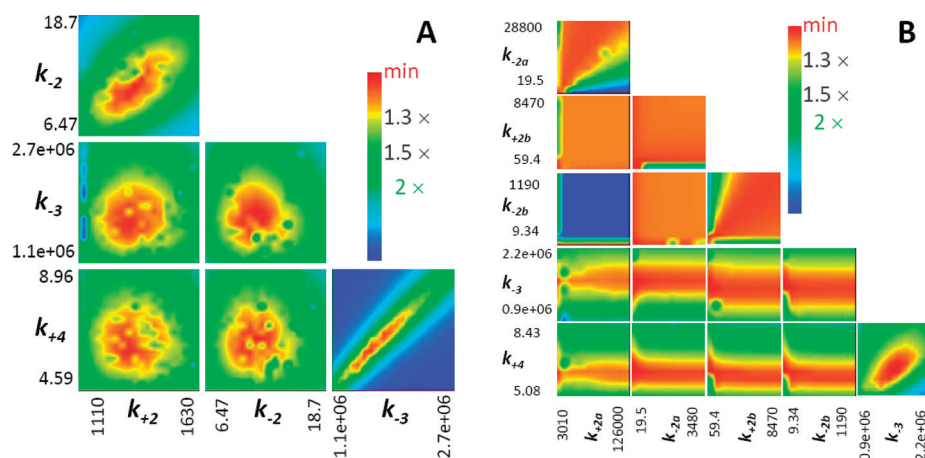 A
18.7
k-2
6.47
min
1.3 ×
1.5 ×
2 ×
2.7e+06
k-3
1.1e+06
8.96
k+4
4.59
1110 k+2 1630
6.47 k-2 18.7
1.1e+06 k-3 2.7e+06
B
28800
k-2a
19.5
min
1.3 ×
1.5 ×
2 ×
8470
k+2b
59.4
1190
k-2b
9.34
2.2e+06
k-3
0.9e+06
8.43
k+4
5.08
3010 k+2a 126000
19.5 k-2a 3480
59.4 k+2b 8470
9.34 k-2b 1190
0.9e+06 k-3 2.2e+06